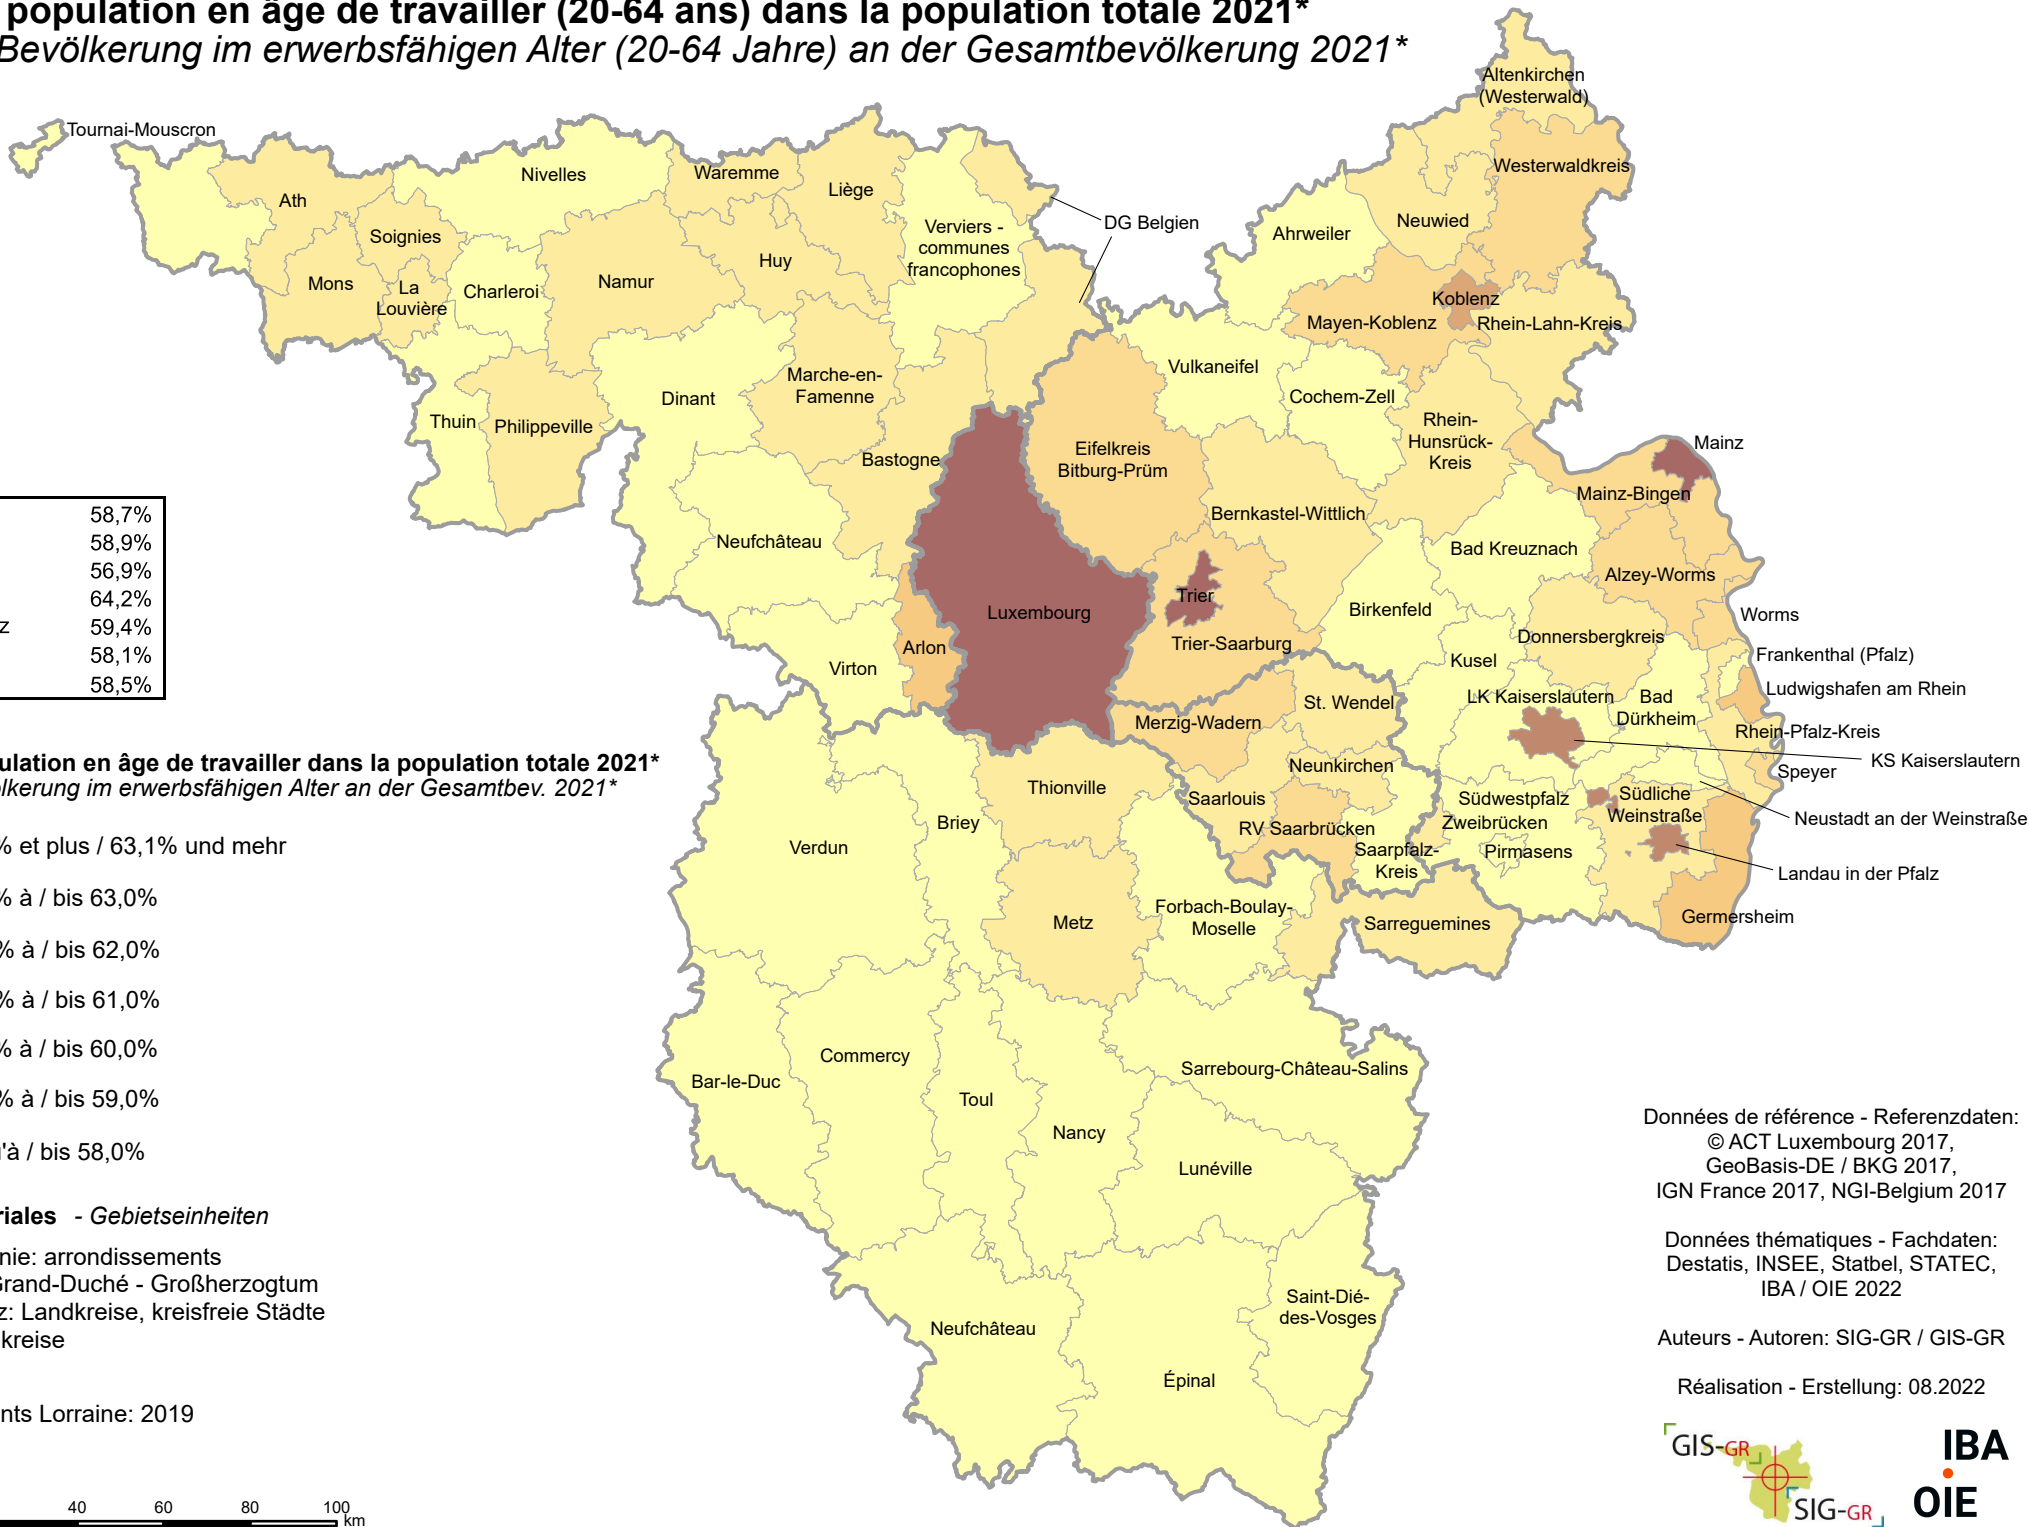 population en âge de travailler (20-64 ans) dans la population totale 2021*
Bevölkerung im erwerbsfähigen Alter (20-64 Jahre) an der Gesamtbevölkerung 2021*
Altenkirchen
(Westerwald)
Tournai-Mouscron
Nivelles
Waremme
Liège
Westerwaldkreis
Ath
Soignies
Verviers -
communes
francophones
DG Belgien
Ahrweiler
Neuwied
Mons
La
Louvière
Charleroi
Namur
Huy
Koblenz
Mayen-Koblenz
Rhein-Lahn-Kreis
Marche-en-
Famenne
Vulkaneifel
Dinant
Cochem-Zell
Thuin
Philippeville
Rhein-
Hunsrück-
Kreis
Bastogne
Eifelkreis
Bitburg-Prüm
Mainz
Mainz-Bingen
Bernkastel-Wittlich
58,7%
58,9%
56,9%
64,2%
z 59,4%
58,1%
58,5%
Neufchâteau
Bad Kreuznach
Alzey-Worms
Luxembourg
Trier
Birkenfeld
Worms
Arlon
Trier-Saarburg
Donnersbergkreis
Virton
Kusel
Frankenthal (Pfalz)
Ludwigshafen am Rhein
LK Kaiserslautern
Bad
Dürkheim
Merzig-Wadern
St. Wendel
Rhein-Pfalz-Kreis
KS Kaiserslautern
Speyer
Neunkirchen
Thionville
Saarlouis
Südwestpfalz
Südliche
Weinstraße
Neustadt an der Weinstraße
Briey
RV Saarbrücken
Zweibrücken
Verdun
Saarpfalz-
Kreis
Pirmasens
Landau in der Pfalz
Metz
Forbach-Boulay-
Moselle
Sarreguemines
Germersheim
Commercy
Bar-le-Duc
Sarrebourg-Château-Salins
Toul
Nancy
Lunéville
Neufchâteau
Saint-Dié-
des-Vosges
Épinal
ulation en âge de travailler dans la population totale 2021*
lkerung im erwerbsfähigen Alter an der Gesamtbev. 2021*
% et plus / 63,1% und mehr
% à / bis 63,0%
% à / bis 62,0%
% à / bis 61,0%
% à / bis 60,0%
% à / bis 59,0%
'à / bis 58,0%
riales - Gebietseinheiten
nie: arrondissements
Grand-Duché - Großherzogtum
z: Landkreise, kreisfreie Städte
kreise
nts Lorraine: 2019
40 60 80 100
km
Données de référence - Referenzdaten:
© ACT Luxembourg 2017,
GeoBasis-DE / BKG 2017,
IGN France 2017, NGI-Belgium 2017
Données thématiques - Fachdaten:
Destatis, INSEE, Statbel, STATEC,
IBA / OIE 2022
Auteurs - Autoren: SIG-GR / GIS-GR
Réalisation - Erstellung: 08.2022
GIS-GR
SIG-GR
IBA
OIE